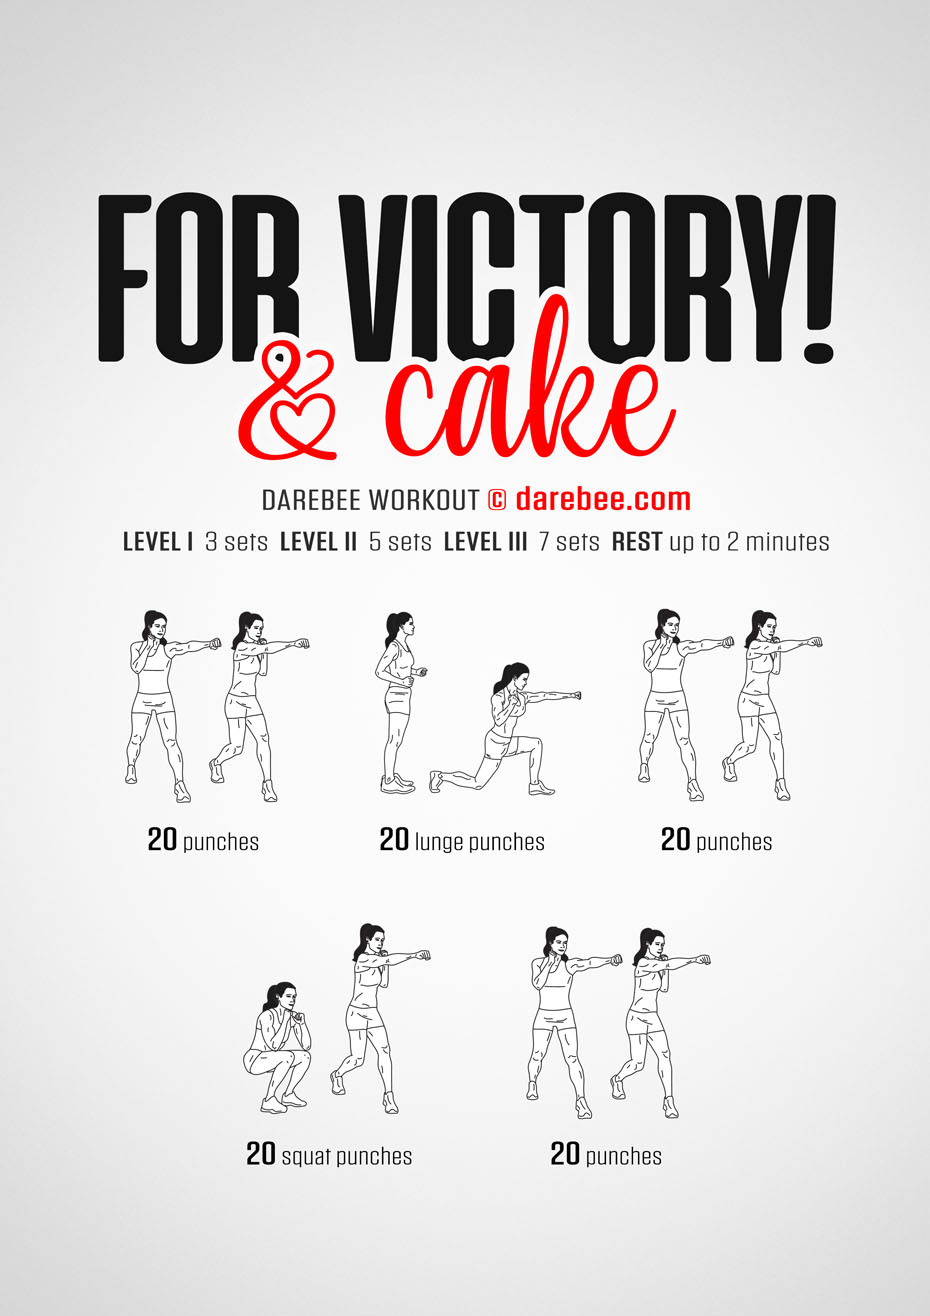 FOR VICTORY!
& cake
DAREBEE WORKOUT © darebee.com
LEVEL I 3 sets LEVEL II 5 sets LEVEL III 7 sets REST up to 2 minutes
20 punches
20 lunge punches
20 punches
20 squat punches
20 punches